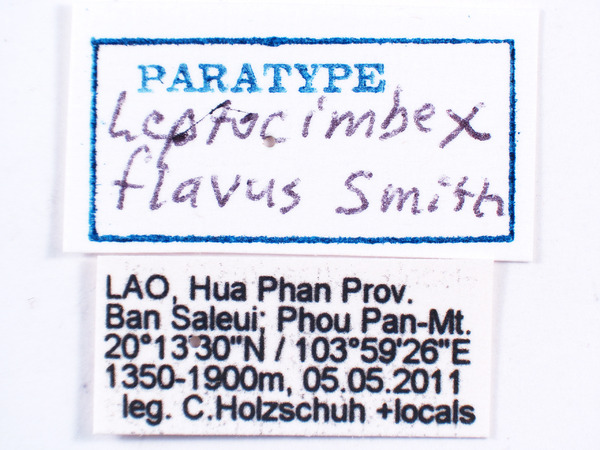 PARATYPE
Leptocimbex
flavus Smith
LAO, Hua Phan Prov.
Ban Saleui; Phou Pan-Mt.
20°13'30"N / 103°59'26"E
1350-1900m, 05.05.2011
leg. C.Holzschuh +locals